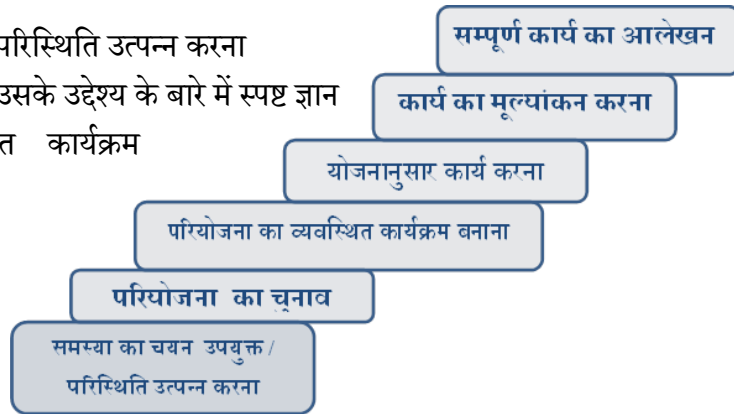 परिस्थिति उत्पन्न करना
उसके उद्देश्य के बारे में स्पष्ट ज्ञान
त कार्यक्रम
सम्पूर्ण कार्य का आलेखन
कार्य का मूल्यांकन करना
योजनानुसार कार्य करना
परियोजना का व्यवस्थित कार्यक्रम बनाना
परियोजना का चुनाव
समस्या का चयन उपयुक्त /
परिस्थिति उत्पन्न करना